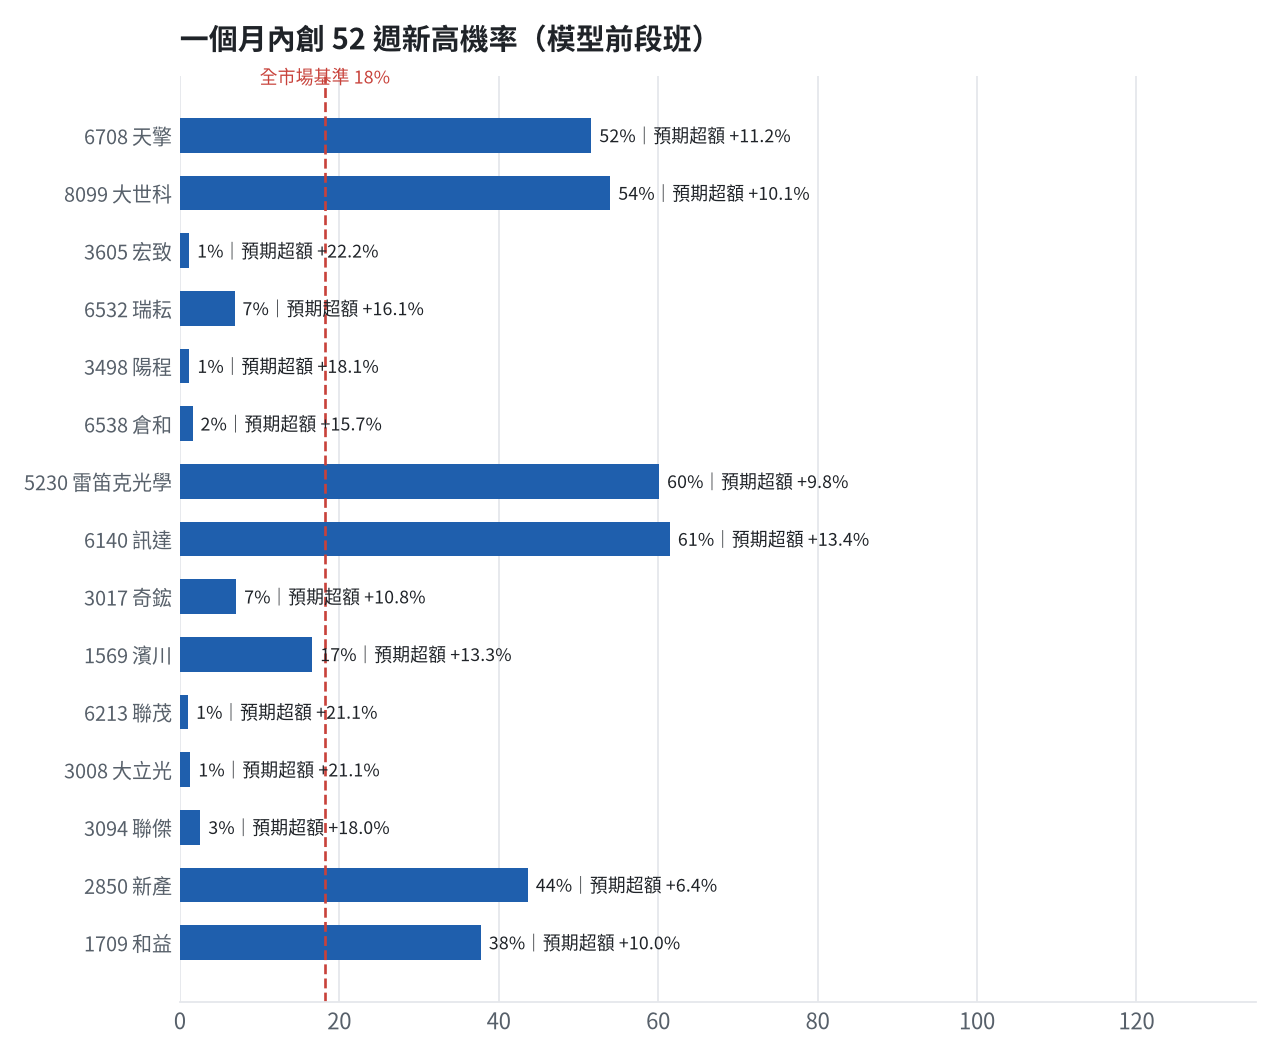 一個月內創 52 週新高機率（模型前段班）
全市場基準 18%
6708 天擎 52%｜預期超額 +11.2%
8099 大世科 54%｜預期超額 +10.1%
3605 宏致 1%｜預期超額 +22.2%
6532 瑞耘 7%｜預期超額 +16.1%
3498 陽程 1%｜預期超額 +18.1%
6538 倉和 2%｜預期超額 +15.7%
5230 雷笛克光學 60%｜預期超額 +9.8%
6140 訊達 61%｜預期超額 +13.4%
3017 奇鋐 7%｜預期超額 +10.8%
1569 濱川 17%｜預期超額 +13.3%
6213 聯茂 1%｜預期超額 +21.1%
3008 大立光 1%｜預期超額 +21.1%
3094 聯傑 3%｜預期超額 +18.0%
2850 新產 44%｜預期超額 +6.4%
1709 和益 38%｜預期超額 +10.0%
0 20 40 60 80 100 120